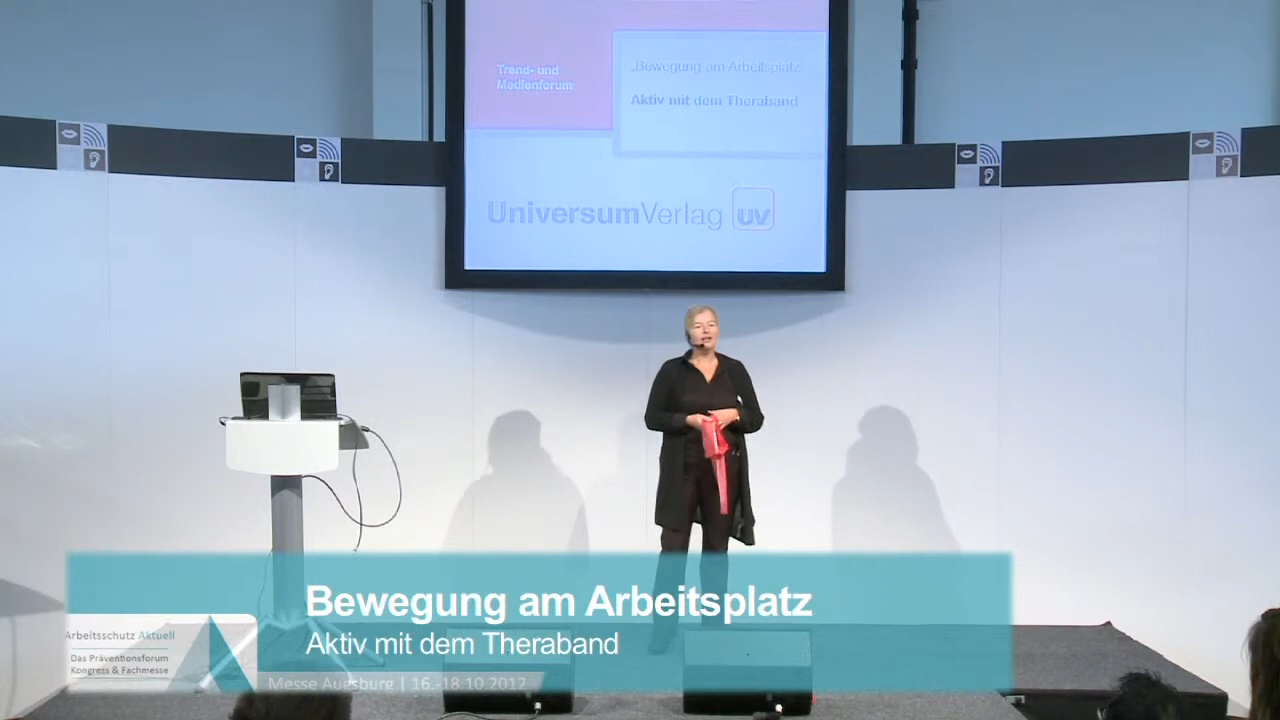 Trend- und
Medienforum
„Bewegung am Arbeitsplatz“
Aktiv mit dem Theraband
UniversumVerlag uv
Bewegung am Arbeitsplatz
Aktiv mit dem Theraband
Arbeitsschutz Aktuell
Das Präventionsforum
Kongress & Fachmesse
Messe Augsburg | 16.-18.10.2012